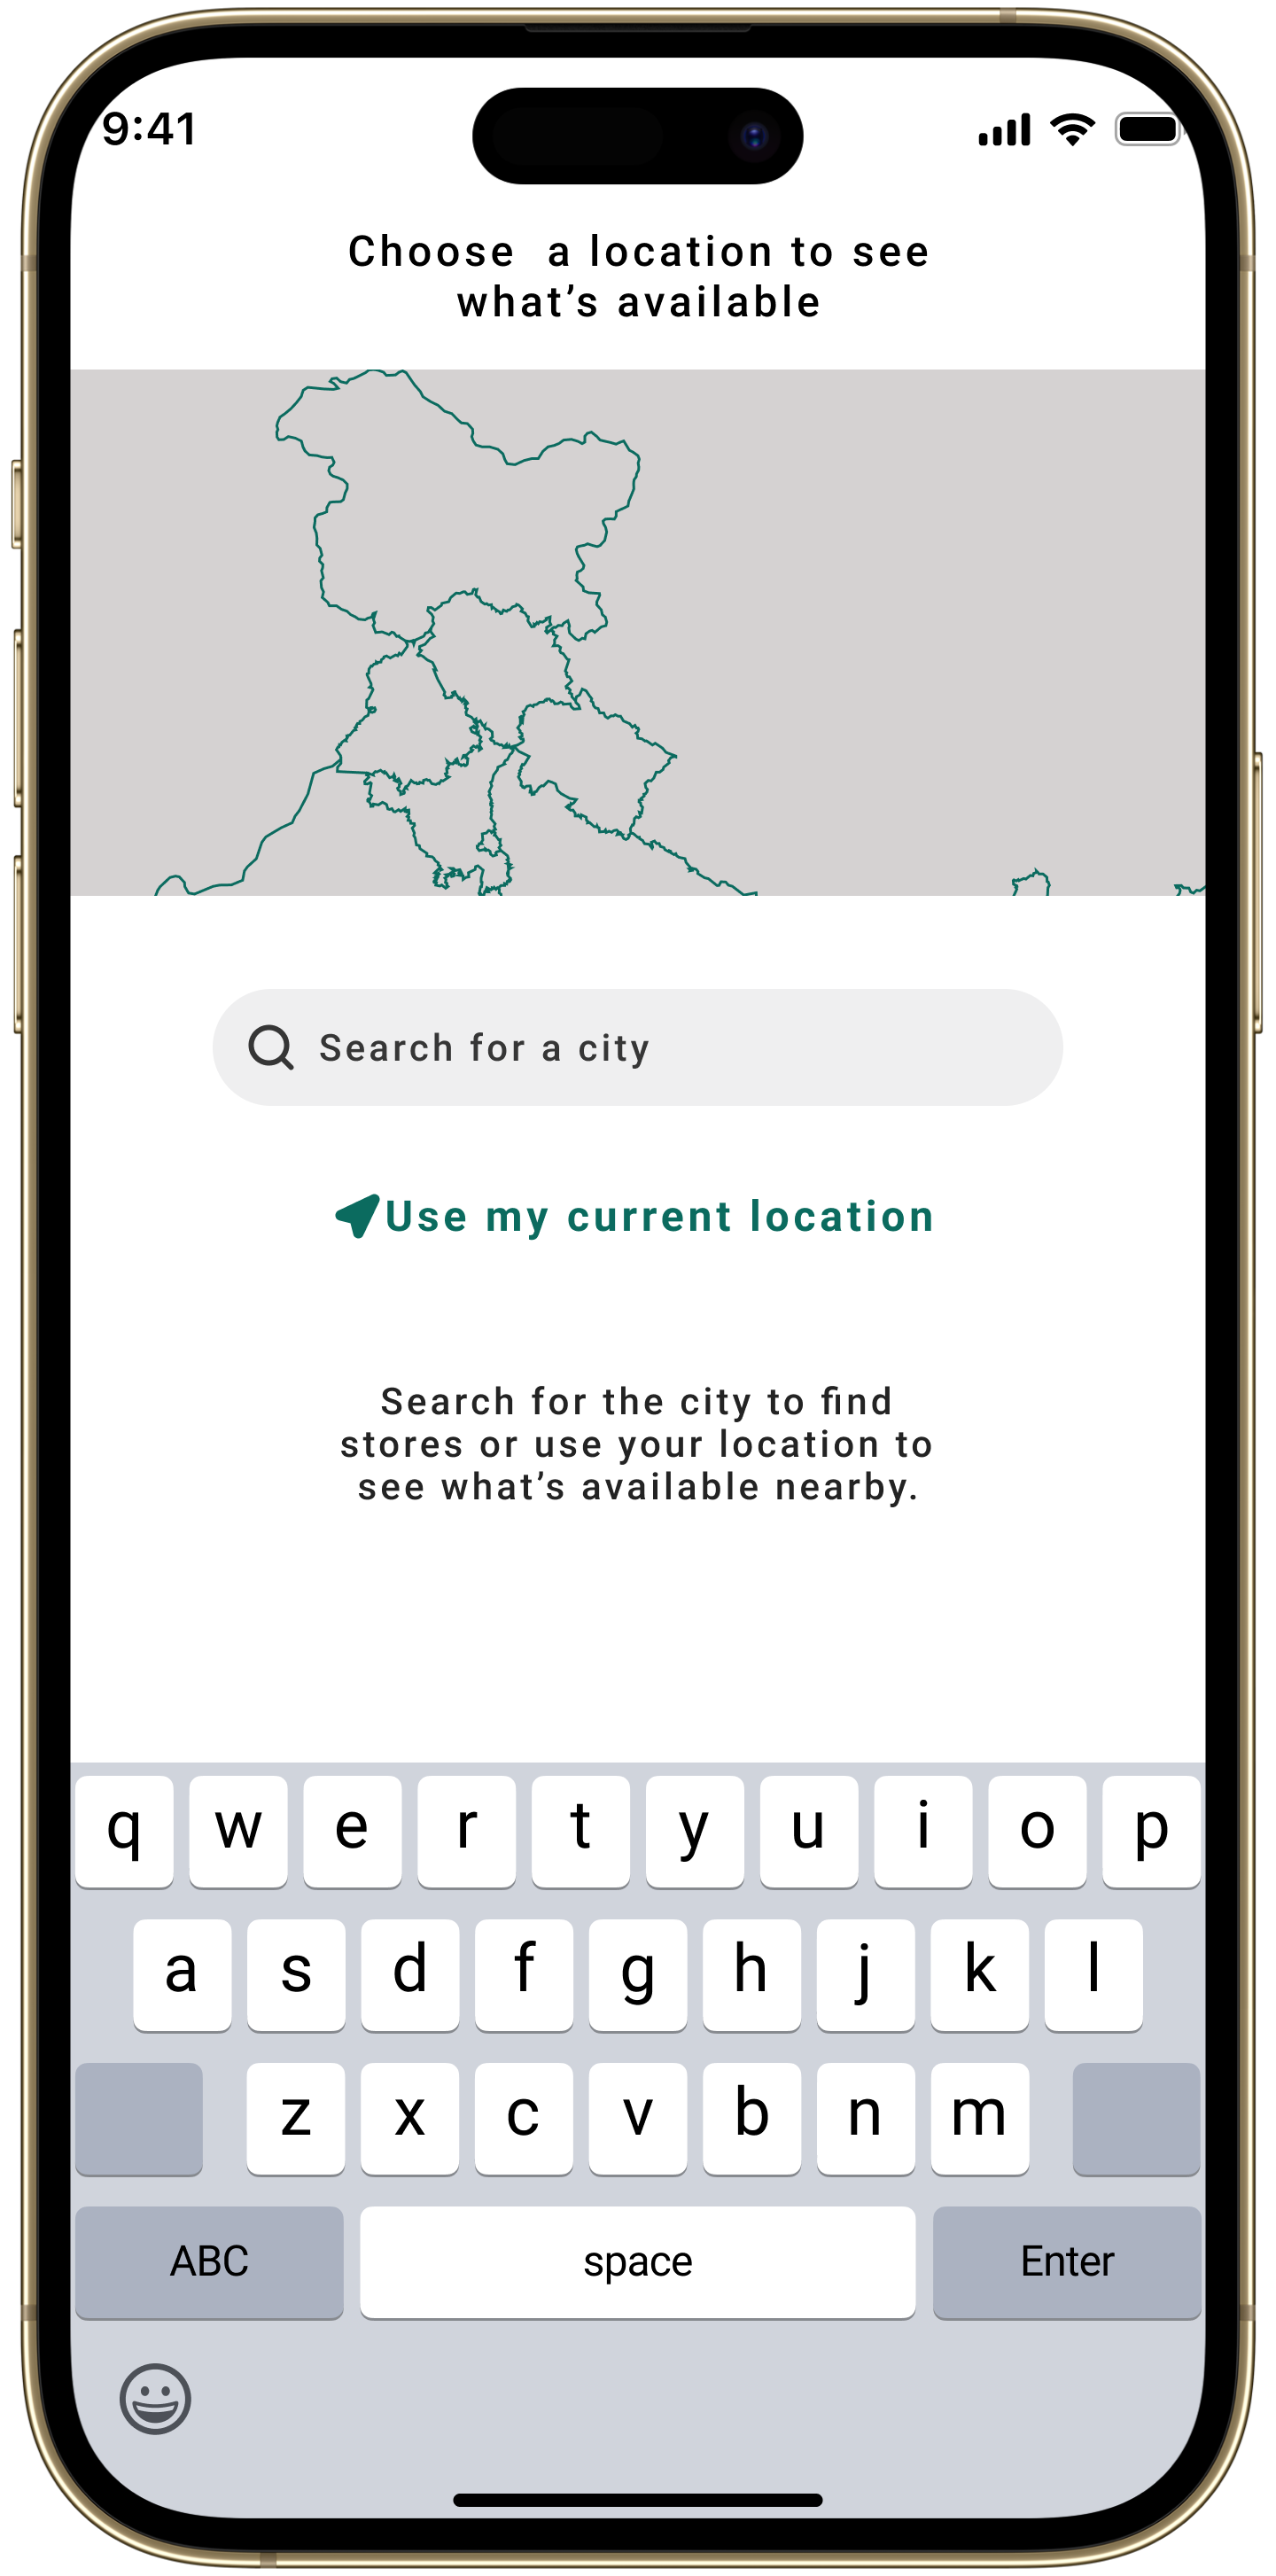 9:41
Choose  a location to see
what’s available
Search for a city
Use my current location
Search for the city to find
stores or use your location to
see what’s available nearby.
q w e r t y u i o p
a s d f g h j k l
z x c v b n m
ABC space Enter